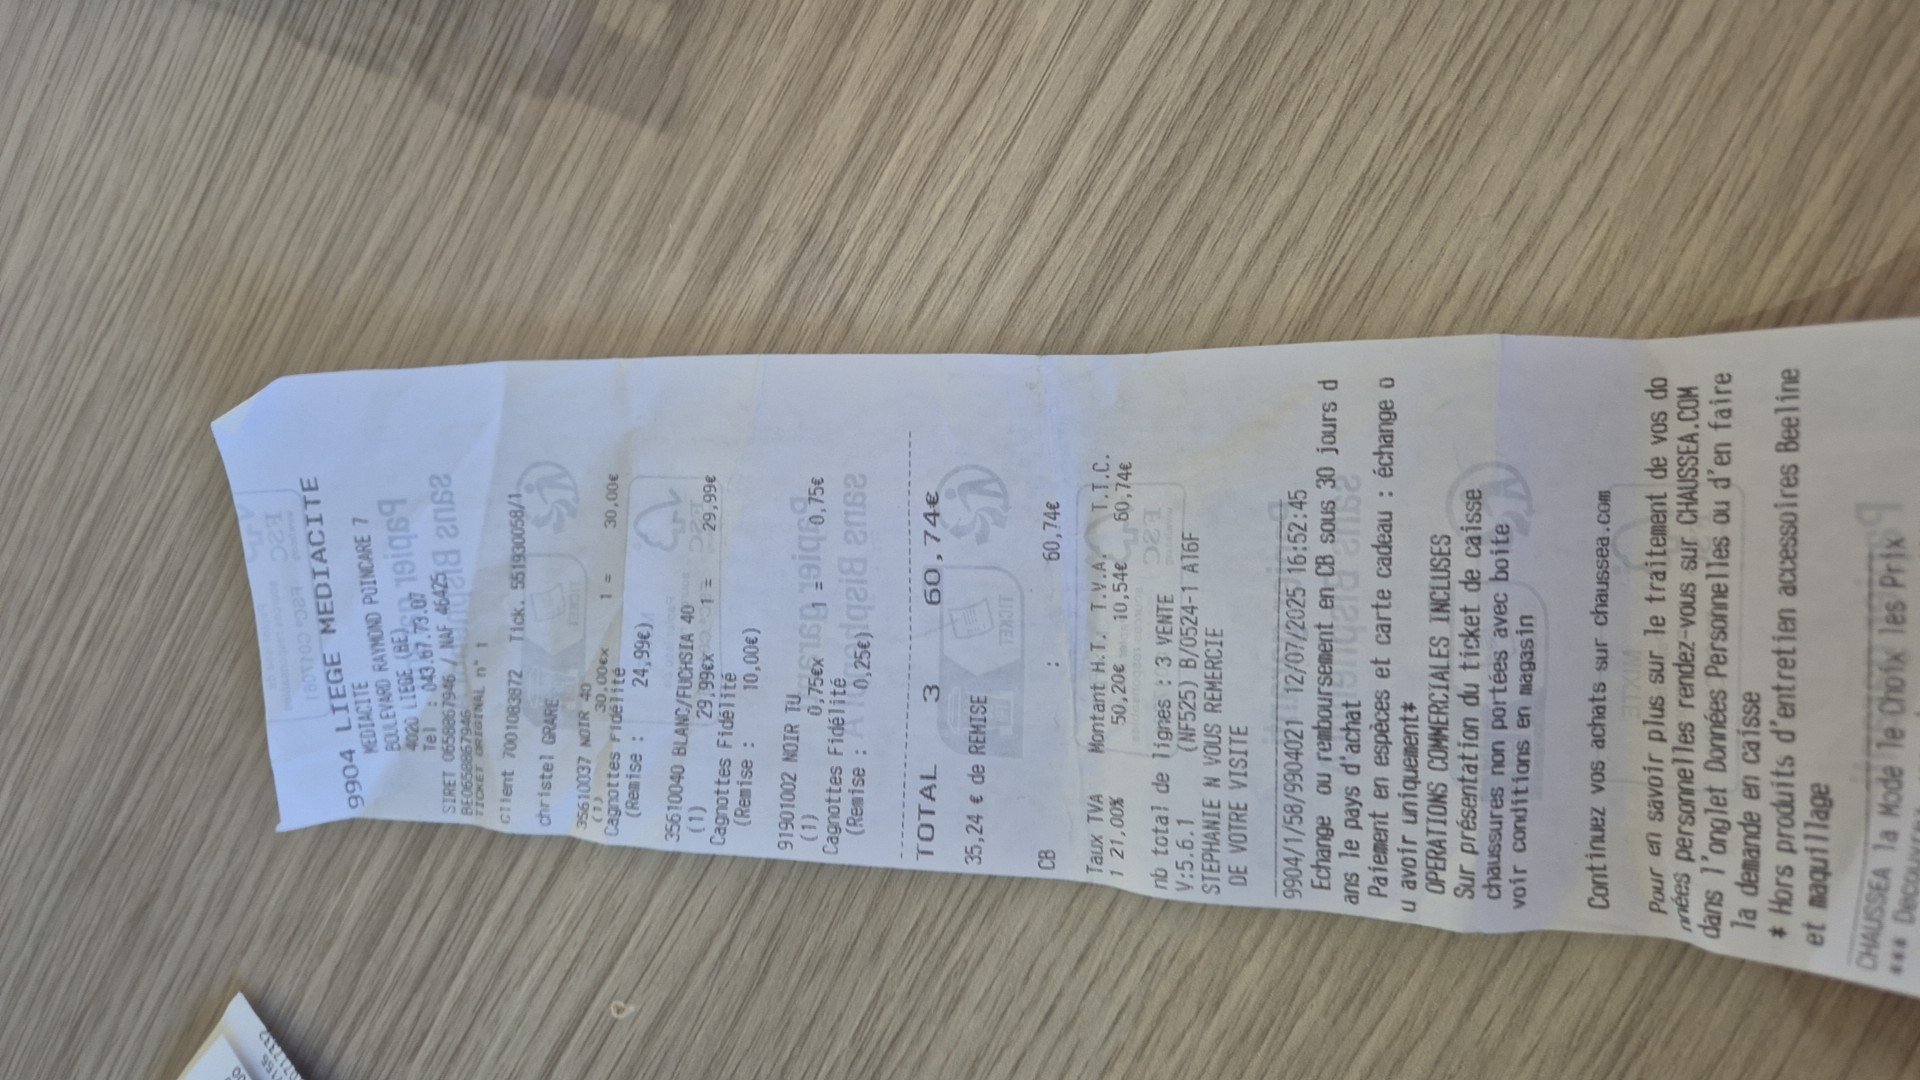 9904 LIEGE MEDIACITE
MEDIACITE
BOULEVARD RAYMOND POINCARE 7
4020 LIEGE (BE)
Tel : 043.67.73.07
SIRET 0658867946 / NAF 46425
BE0658867946
TICKET ORIGINAL n° 1
Client 70010833872 Tick. 551930058/1
christel GRARE
35610037 NOIR 40
(1) 30,00€x 1 = 30,00€
Cagnottes Fidélité
(Remise : 24,99€)
35610040 BLANC/FUCHSIA 40
(1) 29,99€x 1 = 29,99€
Cagnottes Fidélité
(Remise : 10,00€)
91901002 NOIR TU
(1) 0,75€x 1 = 0,75€
Cagnottes Fidélité
(Remise : 0,25€)
TOTAL 3 60,74€
35,24 € de REMISE
CB : 60,74€
Taux TVA Montant H.T. T.V.A. T.T.C.
1 21,00% 50,20€ 10,54€ 60,74€
nb total de lignes : 3 VENTE
V:5.6.1 (NF525) B/0524-1 A16F
STEPHANIE N VOUS REMERCIE
DE VOTRE VISITE
9904/1/58/9904021 12/07/2025 16:52:45
Echange ou remboursement en CB sous 30 jours d
ans le pays d'achat
Paiement en espèces et carte cadeau : échange o
u avoir uniquement*
OPERATIONS COMMERCIALES INCLUSES
Sur présentation du ticket de caisse
chaussures non portées avec boite
voir conditions en magasin
Continuez vos achats sur chaussea.com
Pour en savoir plus sur le traitement de vos do
nnées personnelles rendez-vous sur CHAUSSEA.COM
dans l'onglet Données Personnelles ou d'en faire
la demande en caisse
* Hors produits d'entretien accessoires Beeline
et maquillage
CHAUSSEA la Mode le Choix les Prix